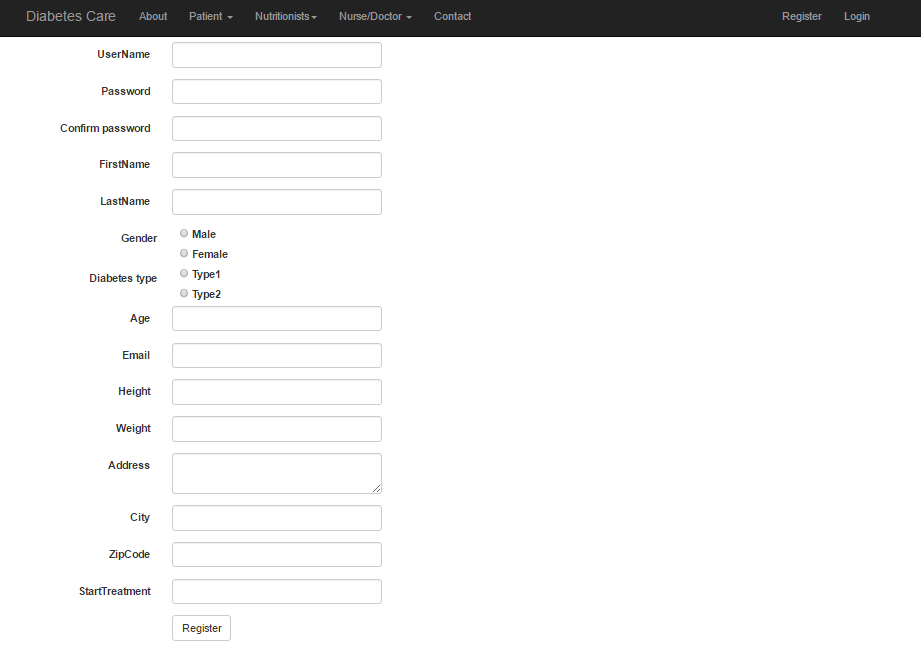 Diabetes Care About Patient Nutritionists Nurse/Doctor Contact Register Login
UserName
Password
Confirm password
FirstName
LastName
Gender
Male
Female
Diabetes type
Type1
Type2
Age
Email
Height
Weight
Address
City
ZipCode
StartTreatment
Register